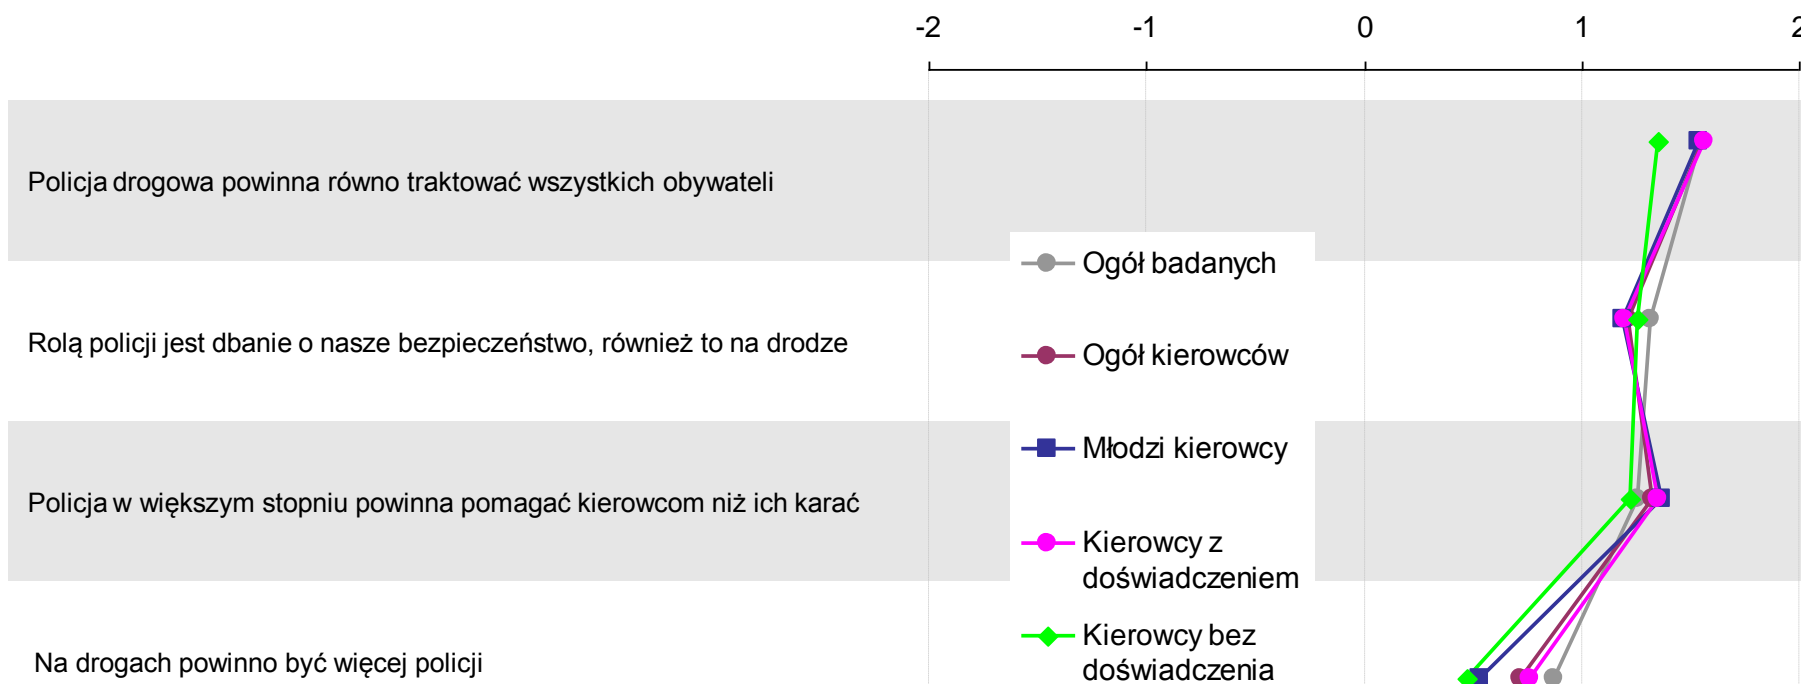 -2 -1 0 1 2
Policja drogowa powinna równo traktować wszystkich obywateli
Ogół badanych
Rolą policji jest dbanie o nasze bezpieczeństwo, również to na drodze
Ogół kierowców
Młodzi kierowcy
Policja w większym stopniu powinna pomagać kierowcom niż ich karać
Kierowcy z
doświadczeniem
Kierowcy bez
doświadczenia
Na drogach powinno być więcej policji